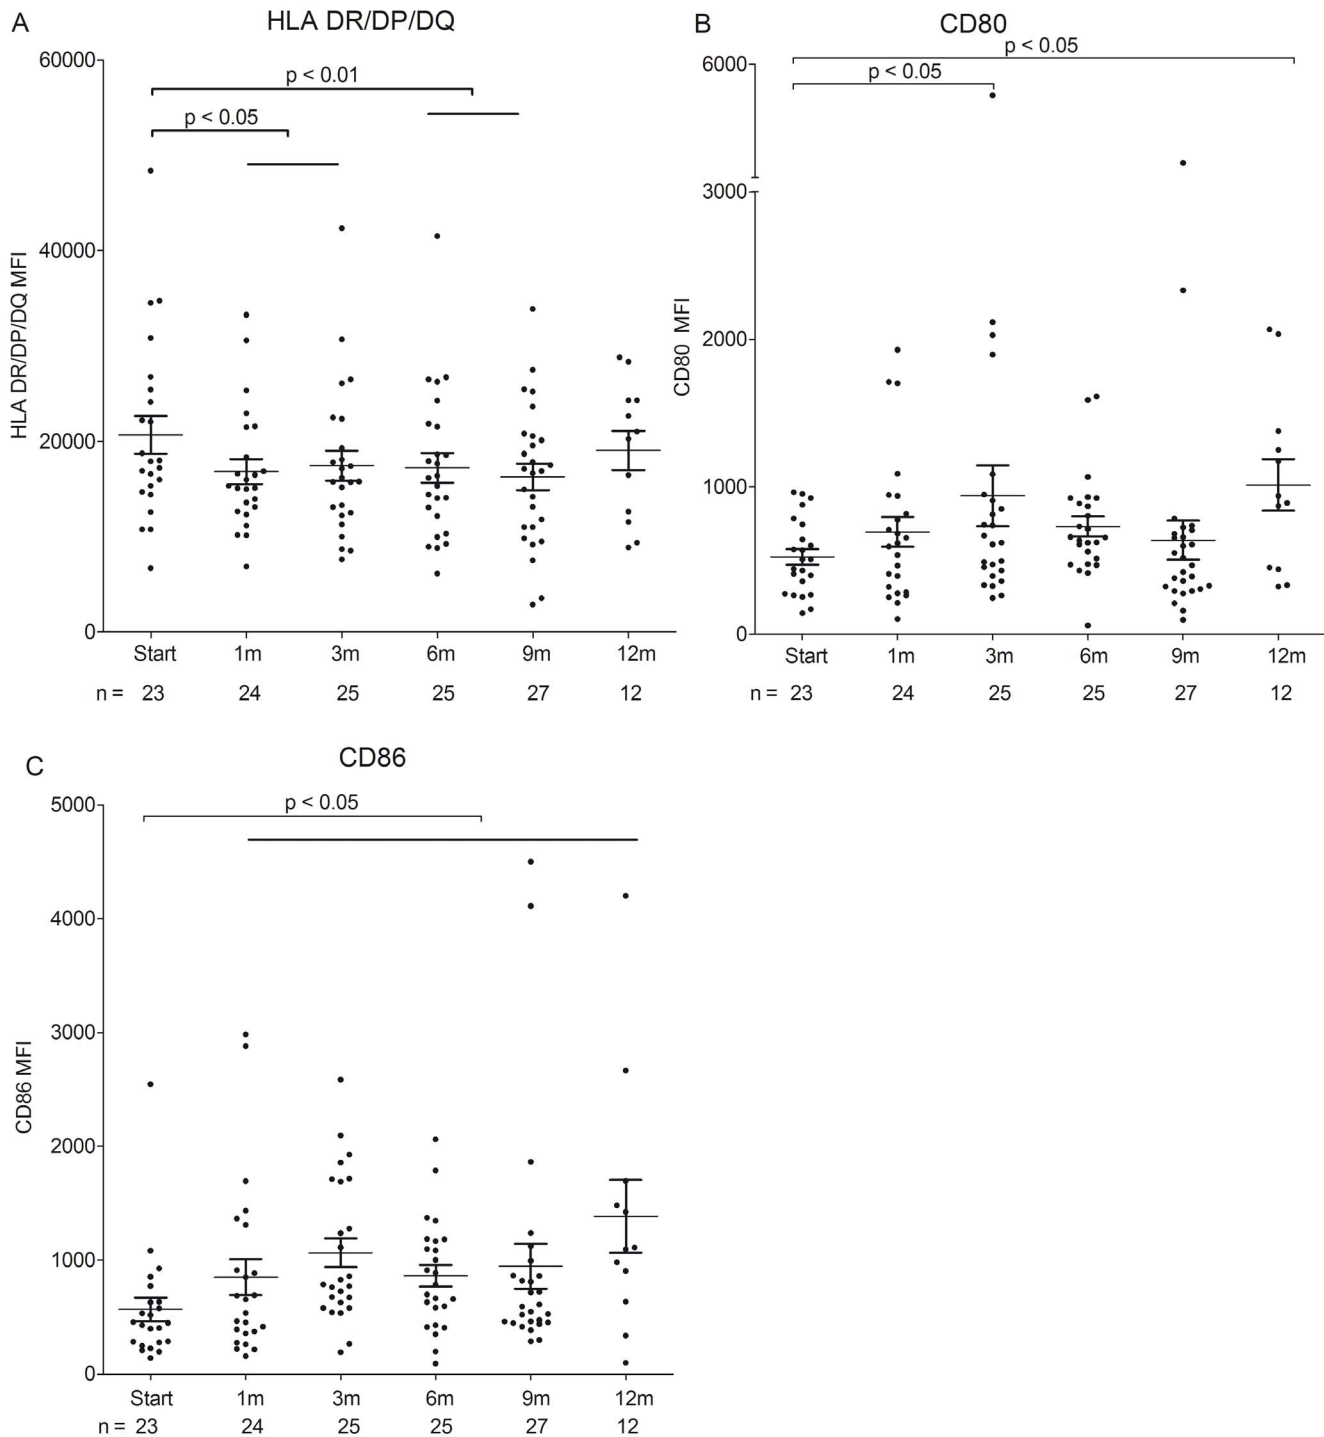 A
HLA DR/DP/DQ
60000
40000
20000
0
HLA DR/DP/DQ MFI
p < 0.01
p < 0.05
Start 1m 3m 6m 9m 12m
n = 23 24 25 25 27 12
B
CD80
6000
3000
2000
1000
0
CD80 MFI
p < 0.05
p < 0.05
Start 1m 3m 6m 9m 12m
n = 23 24 25 25 27 12
C
CD86
5000
4000
3000
2000
1000
0
CD86 MFI
p < 0.05
Start 1m 3m 6m 9m 12m
n = 23 24 25 25 27 12